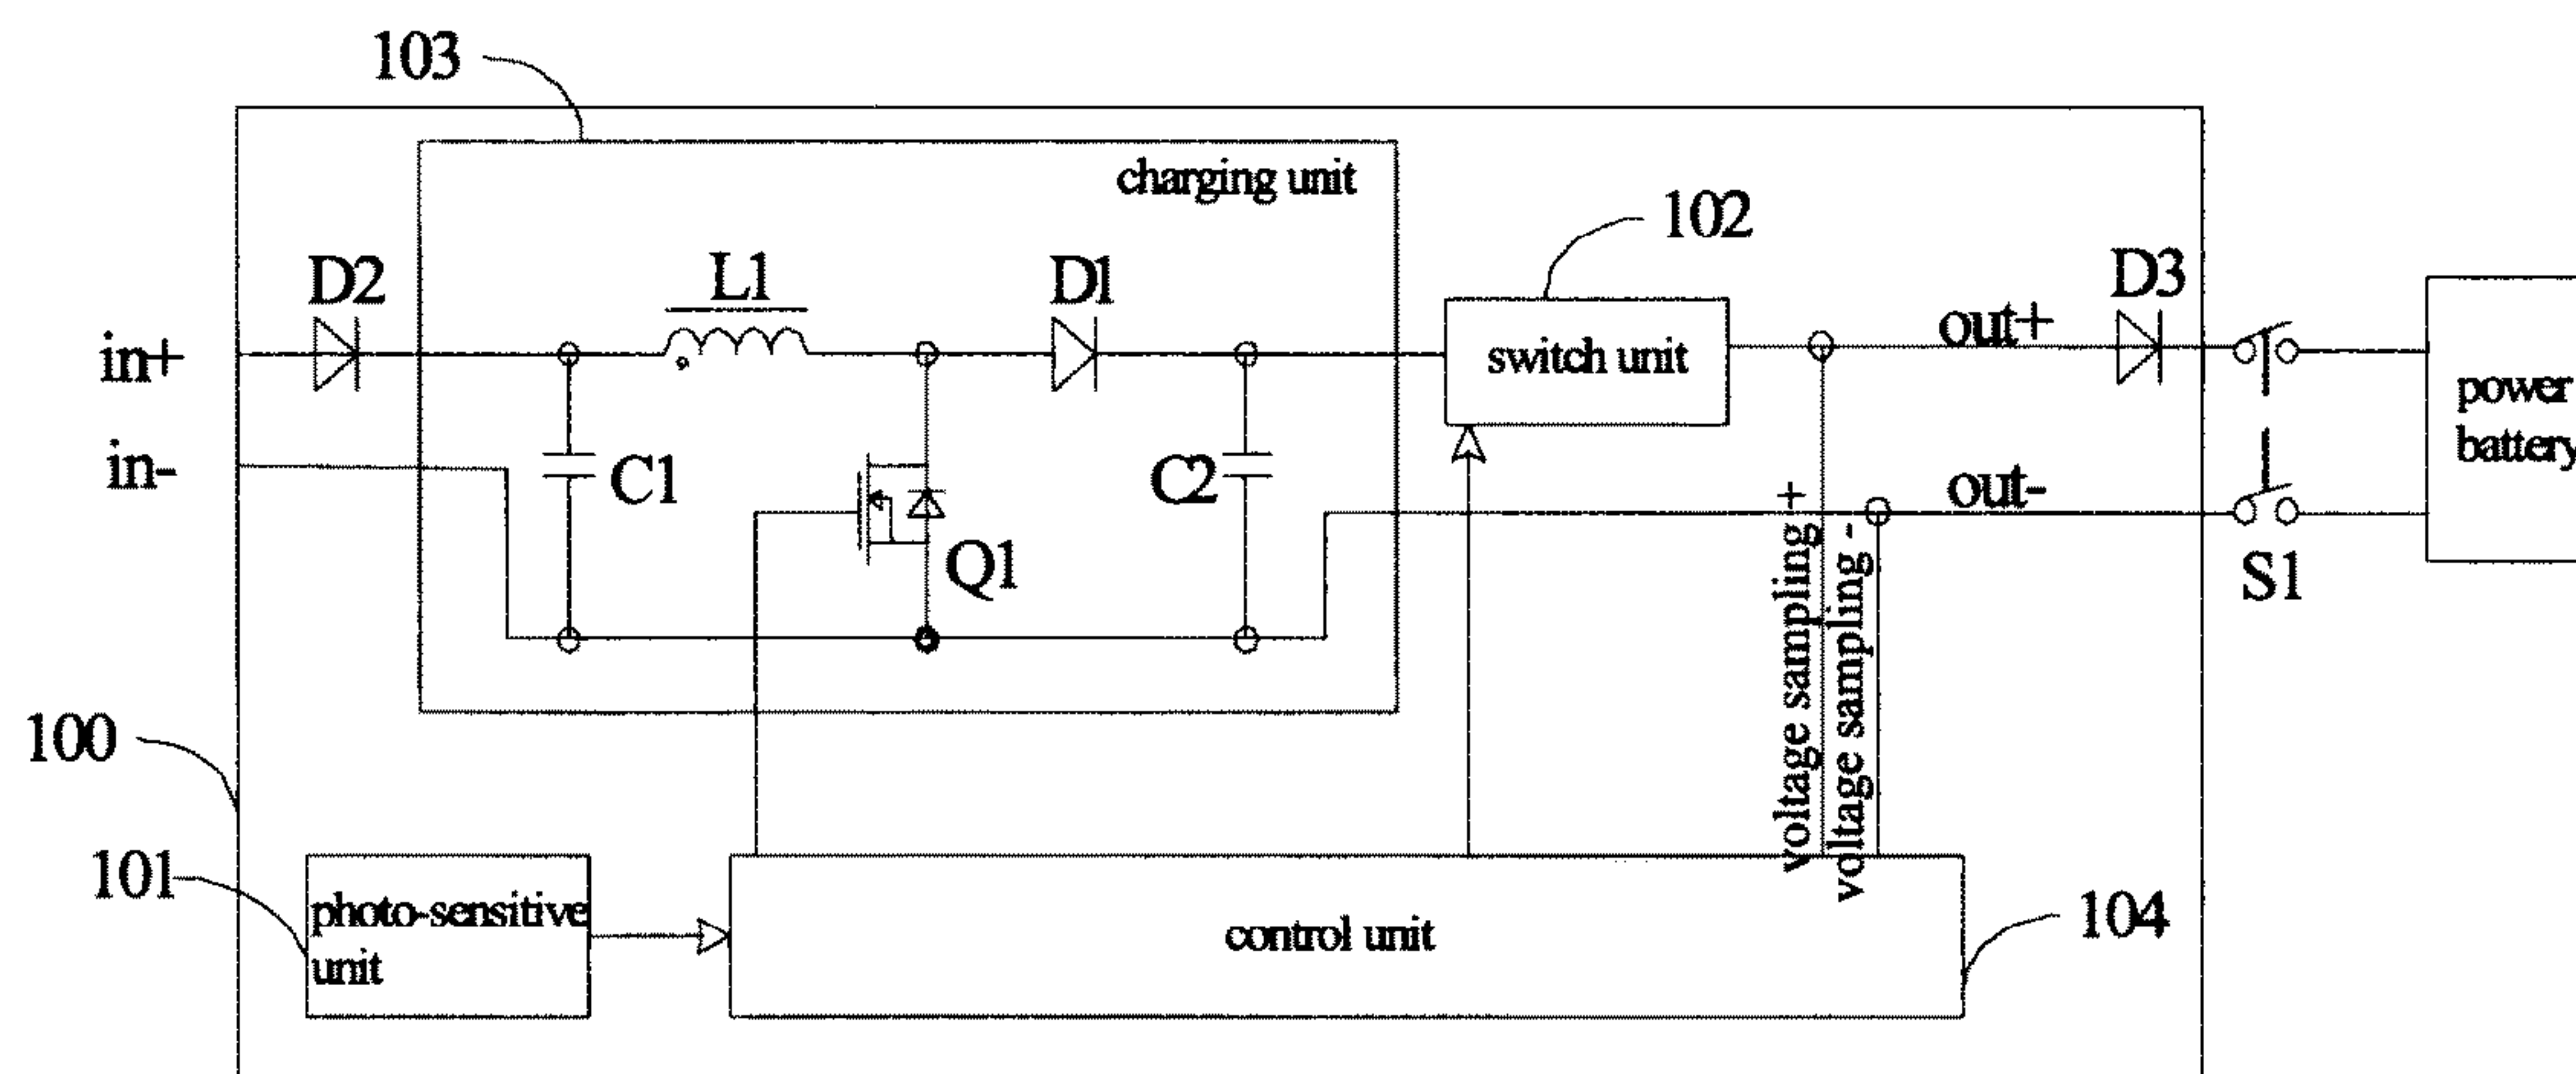 103
charging unit
102
D2
L1
D1
D3
in+
switch unit
out+
power
battery
in-
C1
C2
out-
Q1
S1
voltage sampling +
voltage sampling -
100
101
photo-sensitive
unit
control unit
104